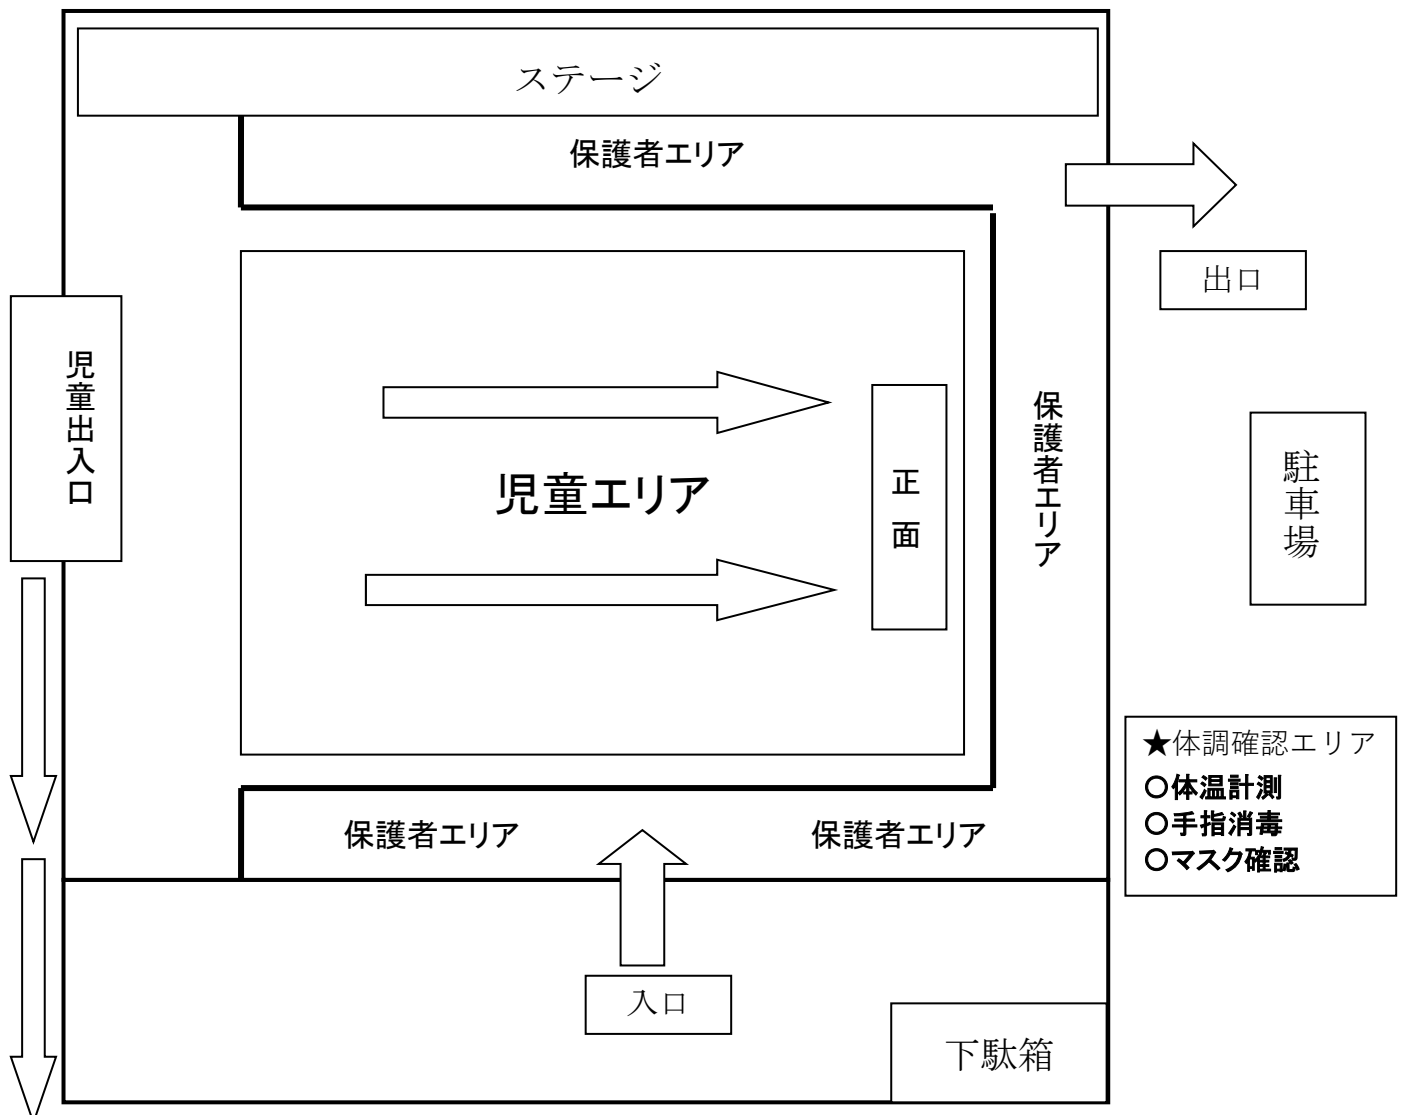 ステージ
保護者エリア
出口
児童出入口
保護者エリア
駐車場
児童エリア
正面
★体調確認エリア
○体温計測
○手指消毒
○マスク確認
保護者エリア
保護者エリア
入口
下駄箱